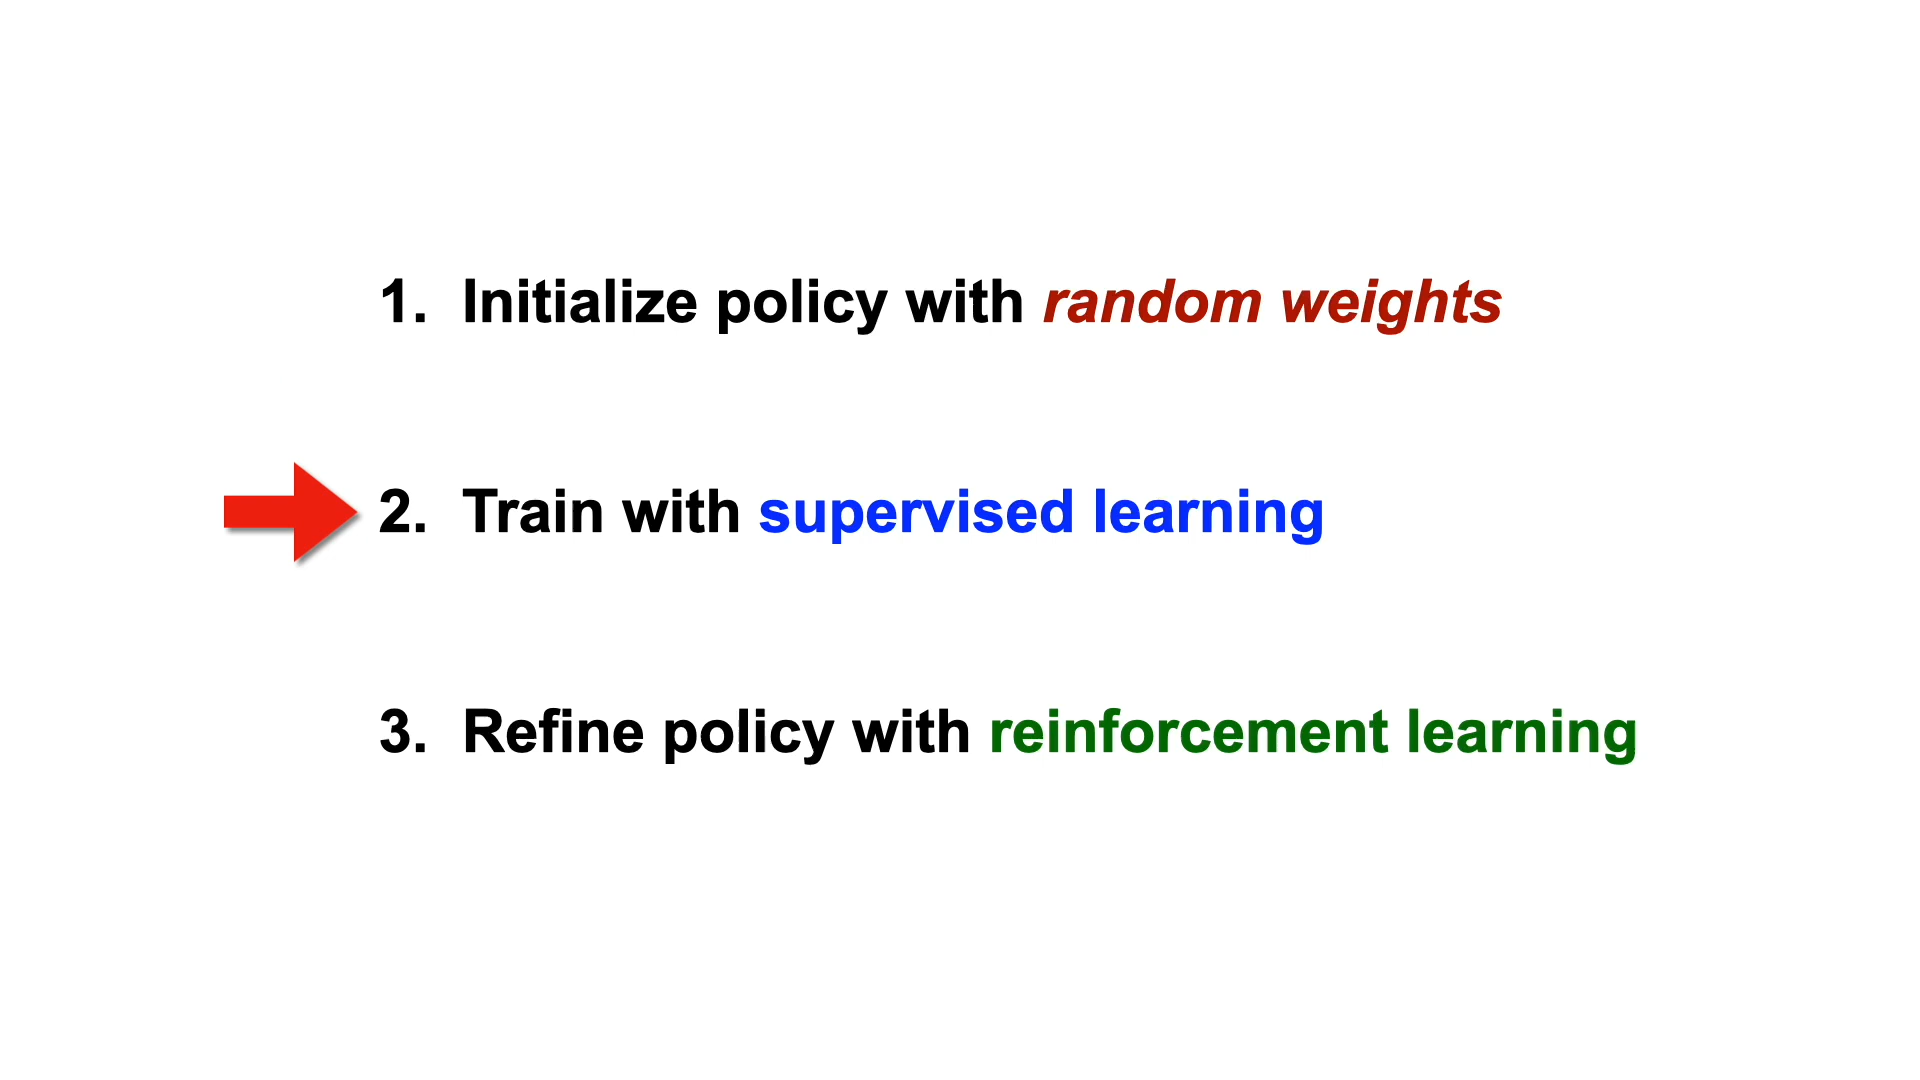 1. Initialize policy with random weights
2. Train with supervised learning
3. Refine policy with reinforcement learning